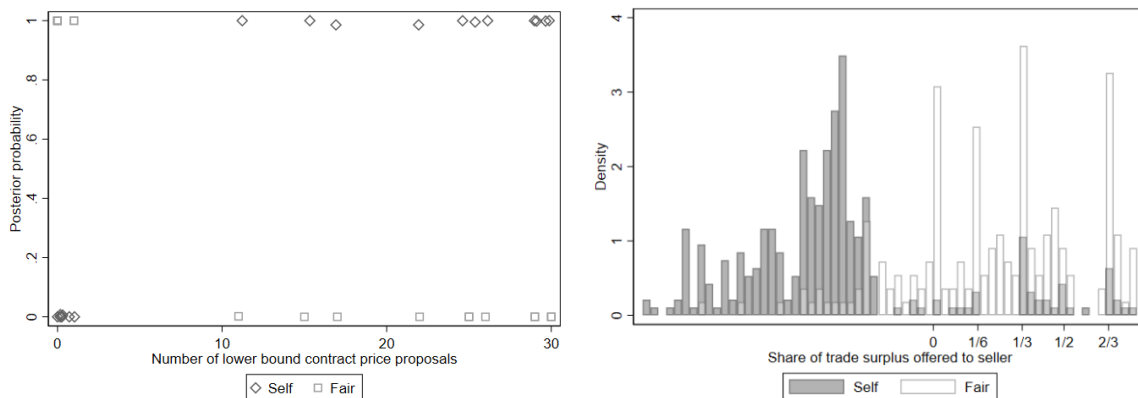 1
.8
.6
.4
.2
0
Posterior probability
0 10 20 30
Number of lower bound contract price proposals
Self Fair
4
3
2
1
0
Density
0 1/6 1/3 1/2 2/3
Share of trade surplus offered to seller
Self Fair